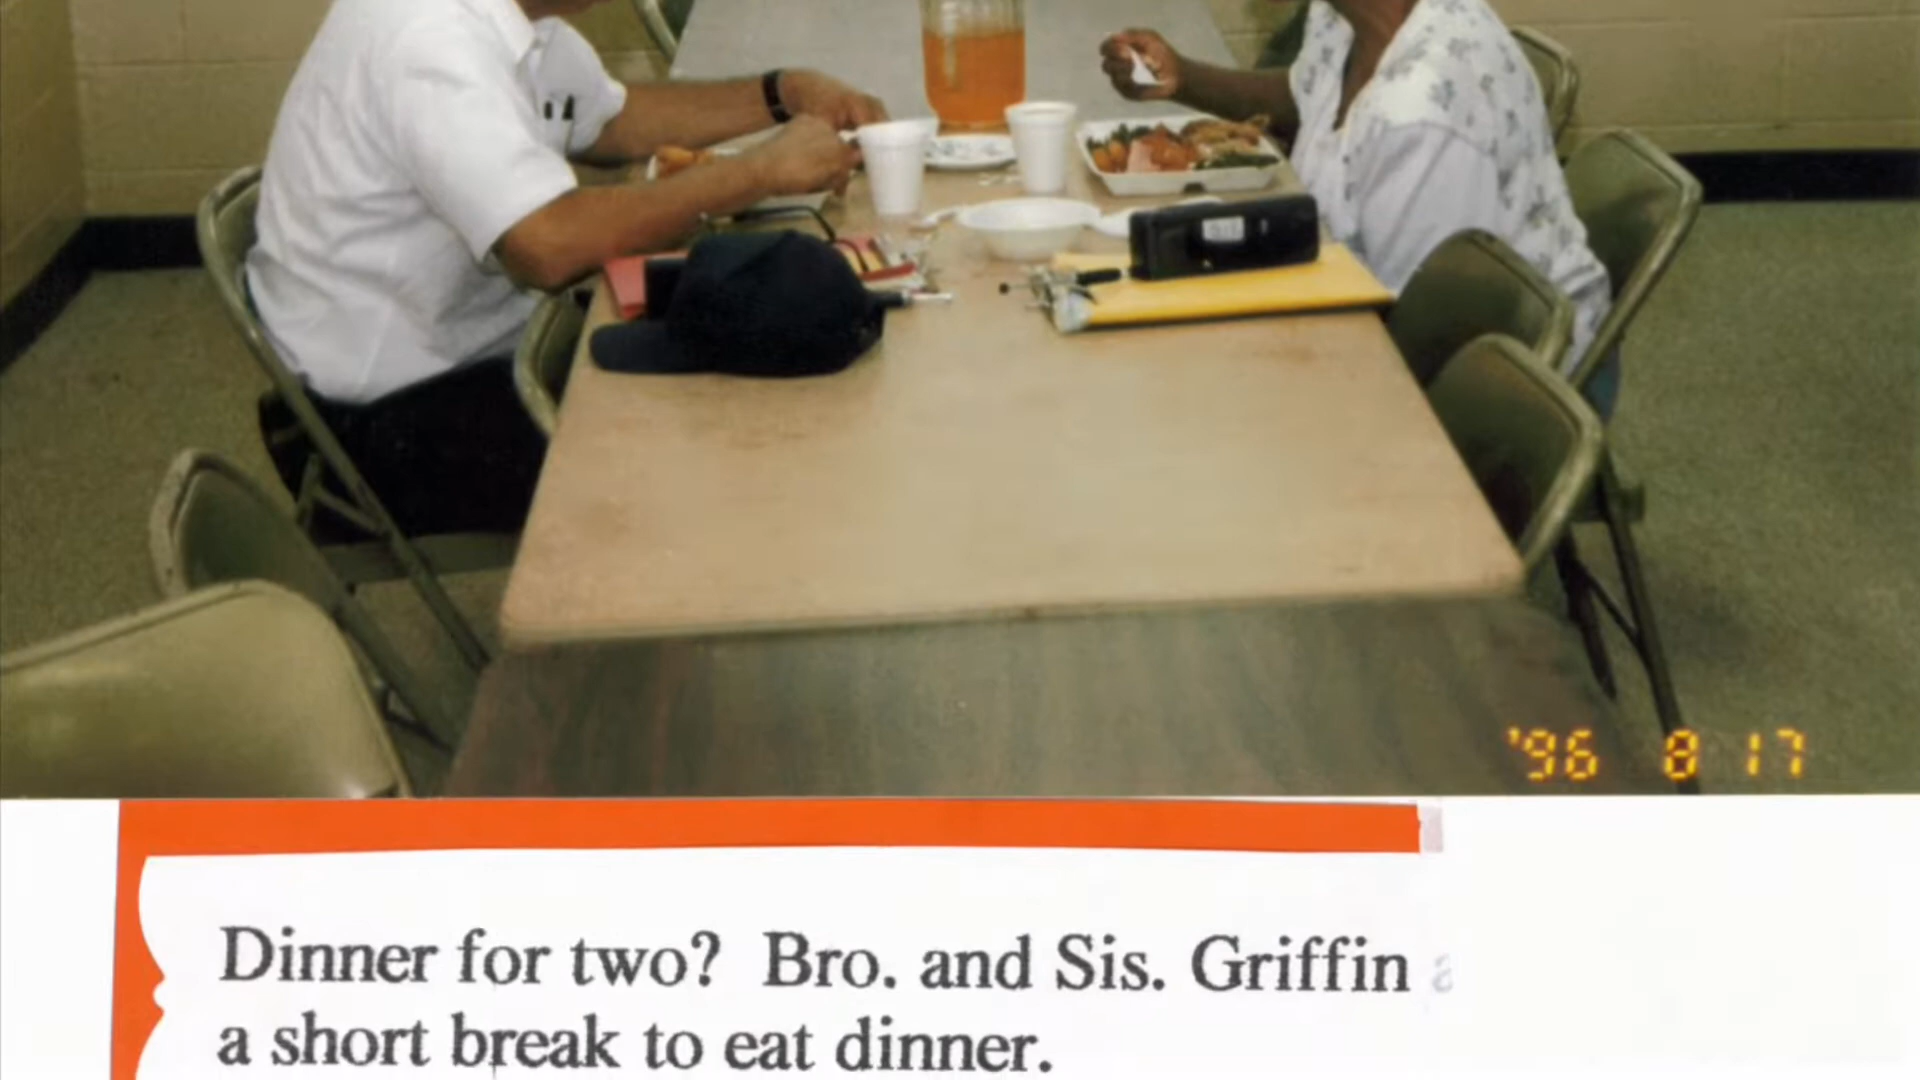 '96 8 17
Dinner for two? Bro. and Sis. Griffin
a short break to eat dinner.